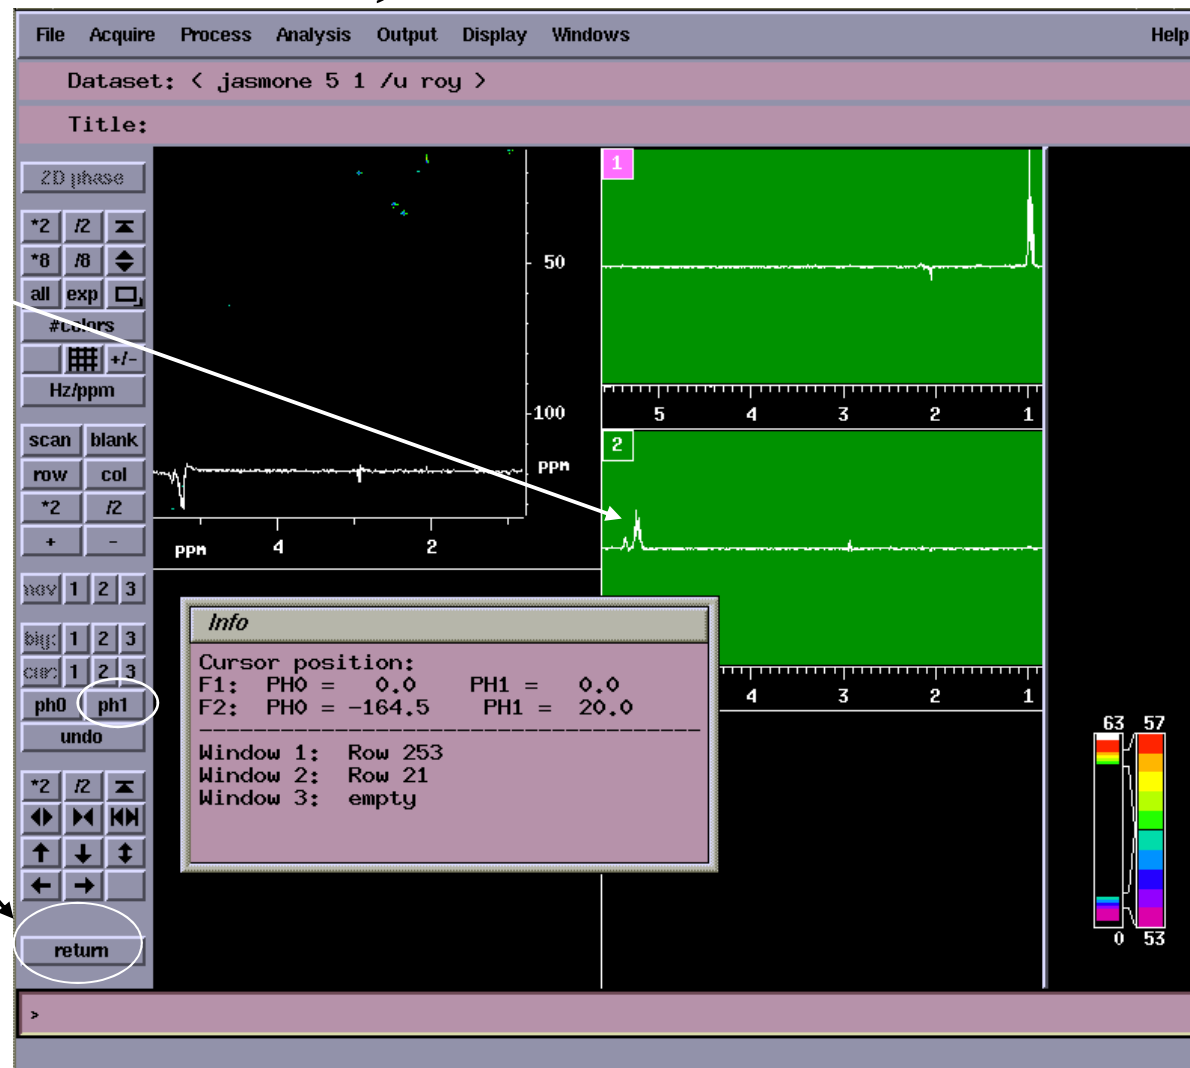 File Acquire Process Analysis Output Display Windows Help
Dataset: < jasmone 5 1 /u roy >
Title:
2D phase
*2 /2
*8 /8
all exp
#colors
+/-
Hz/ppm
scan blank
row col
*2 /2
+ -
1 2 3
1 2 3
1 2 3
ph0 ph1
undo
*2 /2
return
50
100
PPM
PPM 4 2
1
5 4 3 2 1
2
4 3 2 1
Info
Cursor position:
F1: PH0 = 0.0 PH1 = 0.0
F2: PH0 = -164.5 PH1 = 20.0
Window 1: Row 253
Window 2: Row 21
Window 3: empty
63 57
0 53
>